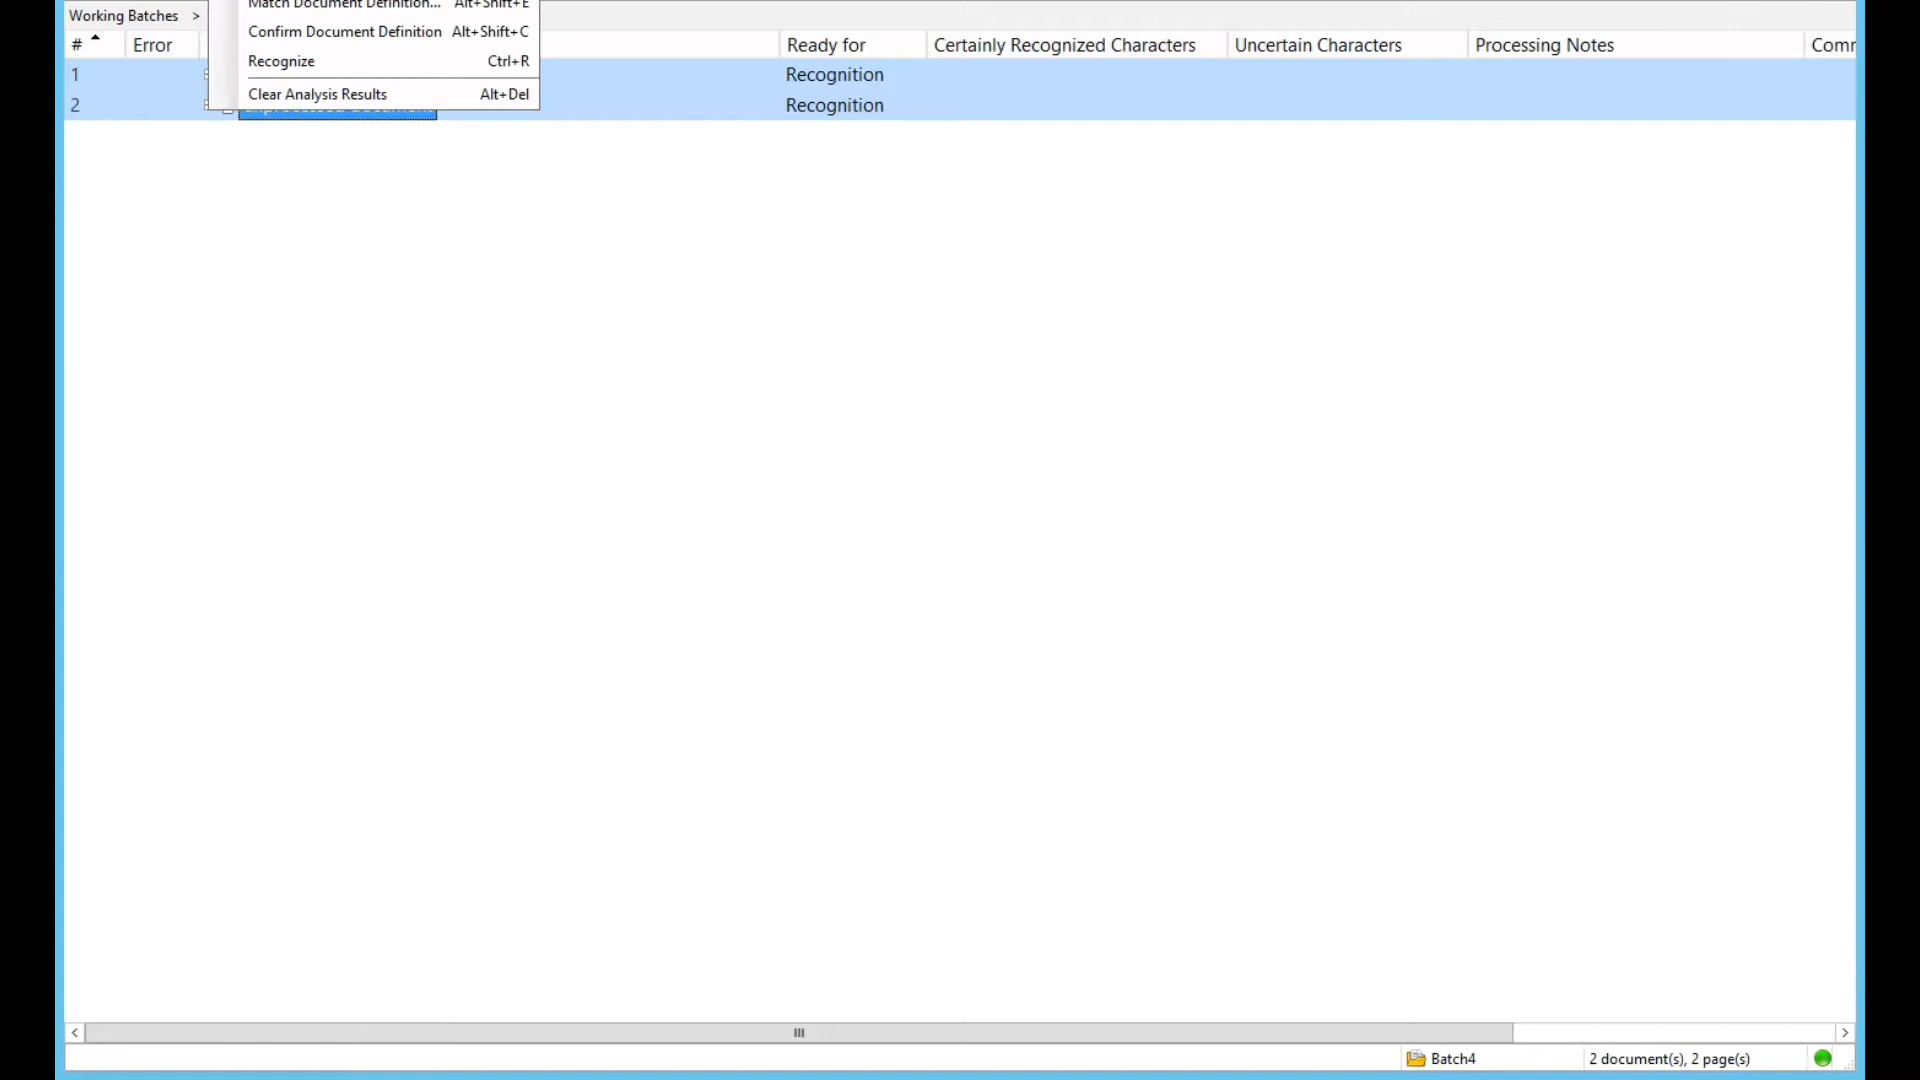 Match Document Definition... Alt+Shift+E
Working Batches >
Confirm Document Definition Alt+Shift+C
# Error Ready for Certainly Recognized Characters Uncertain Characters Processing Notes Comm
Recognize Ctrl+R
1 Recognition
Clear Analysis Results Alt+Del
2 Recognition
Batch4 2 document(s), 2 page(s)